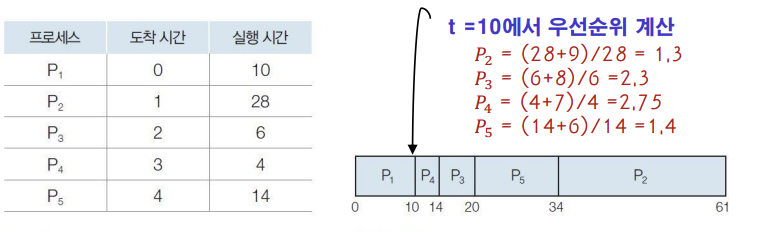 프로세스 도착 시간 실행 시간
P₁ 0 10
P₂ 1 28
P₃ 2 6
P₄ 3 4
P₅ 4 14
t =10에서 우선순위 계산
P₂ = (28+9)/28 = 1,3
P₃ = (6+8)/6 =2,3
P₄ = (4+7)/4 =2,75
P₅ = (14+6)/14 =1,4
P₁ P₄ P₃ P₅ P₂
0 10 14 20 34 61